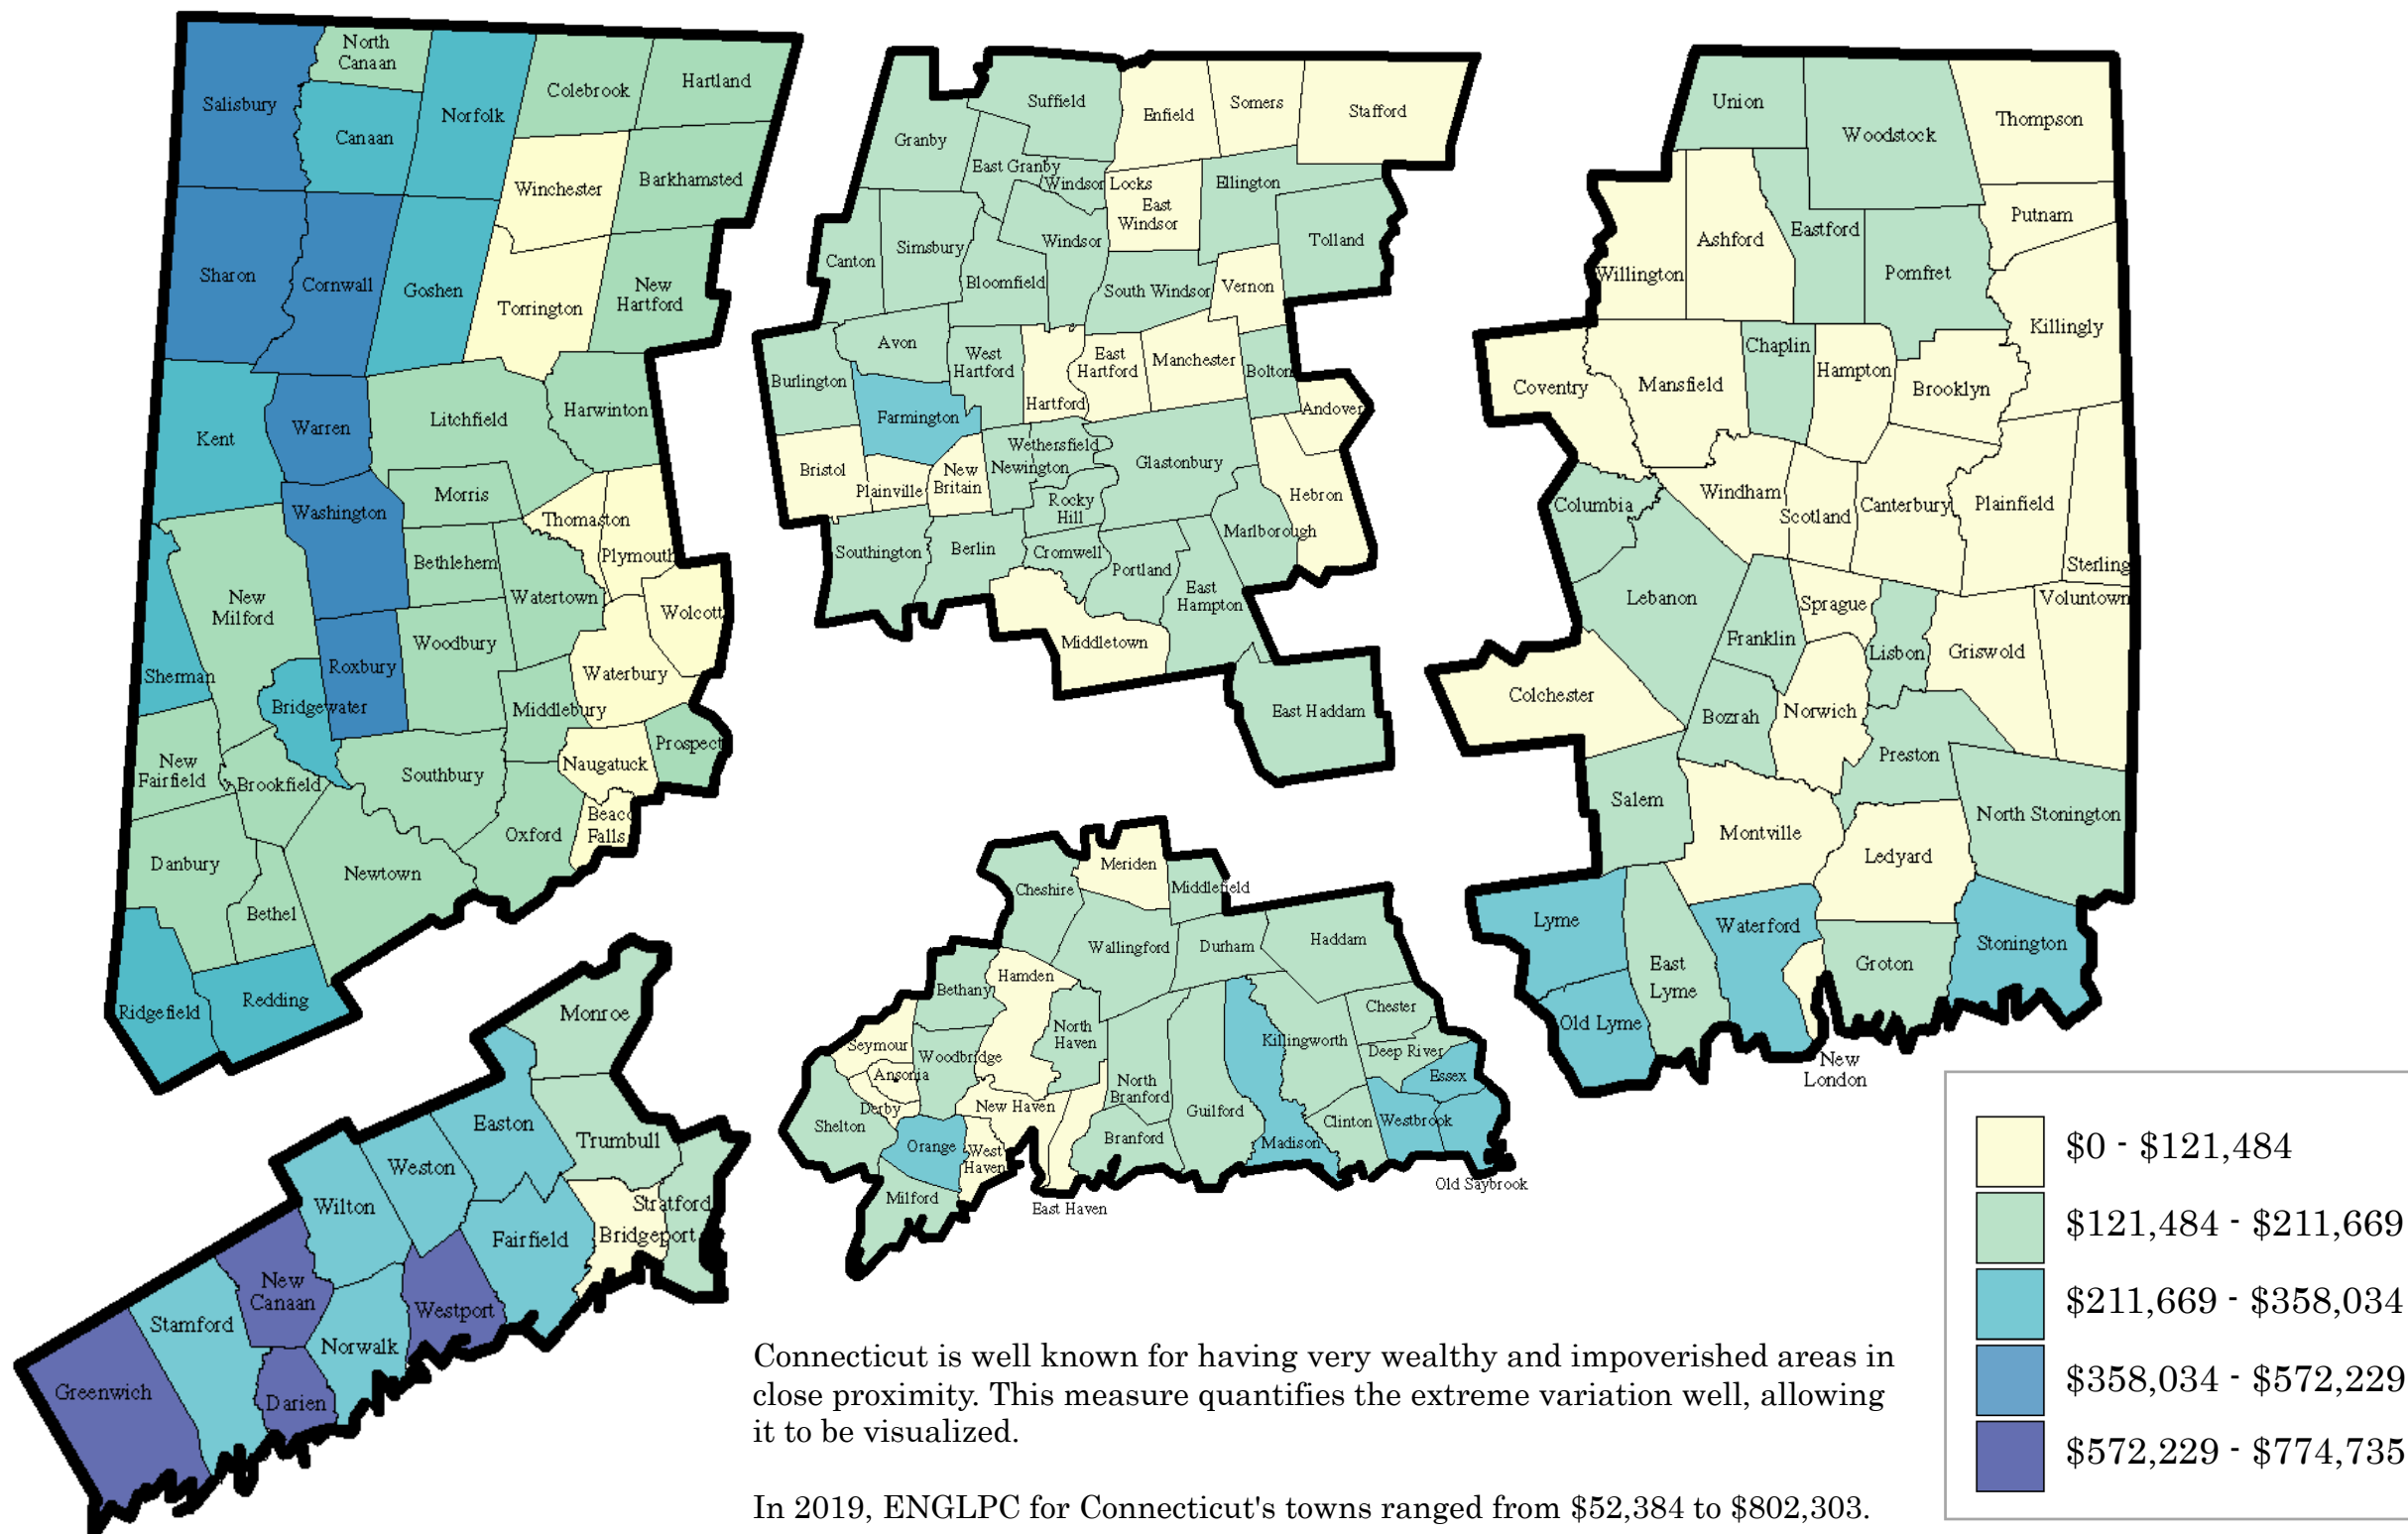 North
Canaan
Salisbury
Canaan
Norfolk
Colebrook
Hartland
Winchester
Barkhamsted
Sharon
Cornwall
Goshen
Torrington
New
Hartford
Kent
Warren
Litchfield
Harwinton
Morris
Washington
Thomaston
Plymouth
Bethlehem
Watertown
Wolcott
New
Milford
Woodbury
Waterbury
Sherman
Roxbury
Bridgewater
Middlebury
Prospect
New
Fairfield
Brookfield
Southbury
Naugatuck
Beaco
Falls
Oxford
Danbury
Newtown
Bethel
Ridgefield
Redding
Suffield
Enfield
Somers
Stafford
Granby
East Granby
Windsor Locks
East
Windsor
Ellington
Tolland
Canton
Simsbury
Windsor
Bloomfield
South Windsor
Vernon
Avon
West
Hartford
East
Hartford
Manchester
Bolton
Burlington
Farmington
Hartford
Andover
Wethersfield
Newington
Glastonbury
Bristol
Plainville
New
Britain
Rocky
Hill
Hebron
Marlborough
Southington
Berlin
Cromwell
Portland
East
Hampton
Middletown
East Haddam
Union
Woodstock
Thompson
Putnam
Ashford
Eastford
Willington
Pomfret
Killingly
Chaplin
Hampton
Coventry
Mansfield
Brooklyn
Windham
Columbia
Scotland
Canterbury
Plainfield
Sterling
Lebanon
Sprague
Voluntown
Franklin
Lisbon
Griswold
Colchester
Bozrah
Norwich
Preston
Salem
Montville
North Stonington
Ledyard
Lyme
Waterford
Stonington
East
Lyme
Groton
Old Lyme
New
London
Meriden
Cheshire
Middlefield
Wallingford
Durham
Haddam
Hamden
Bethany
Chester
North
Haven
Killingworth
Seymour
Woodbridge
Deep River
Ansonia
Essex
North
Branford
Derby
New Haven
Guilford
Shelton
Clinton
Westbrook
Branford
Madison
Orange
West
Haven
Milford
East Haven
Old Saybrook
Monroe
Easton
Trumbull
Weston
Wilton
Stratford
Fairfield
Bridgeport
New
Canaan
Westport
Stamford
Norwalk
Greenwich
Darien
$0 - $121,484
$121,484 - $211,669
$211,669 - $358,034
$358,034 - $572,229
$572,229 - $774,735
Connecticut is well known for having very wealthy and impoverished areas in
close proximity. This measure quantifies the extreme variation well, allowing
it to be visualized.
In 2019, ENGLPC for Connecticut's towns ranged from $52,384 to $802,303.